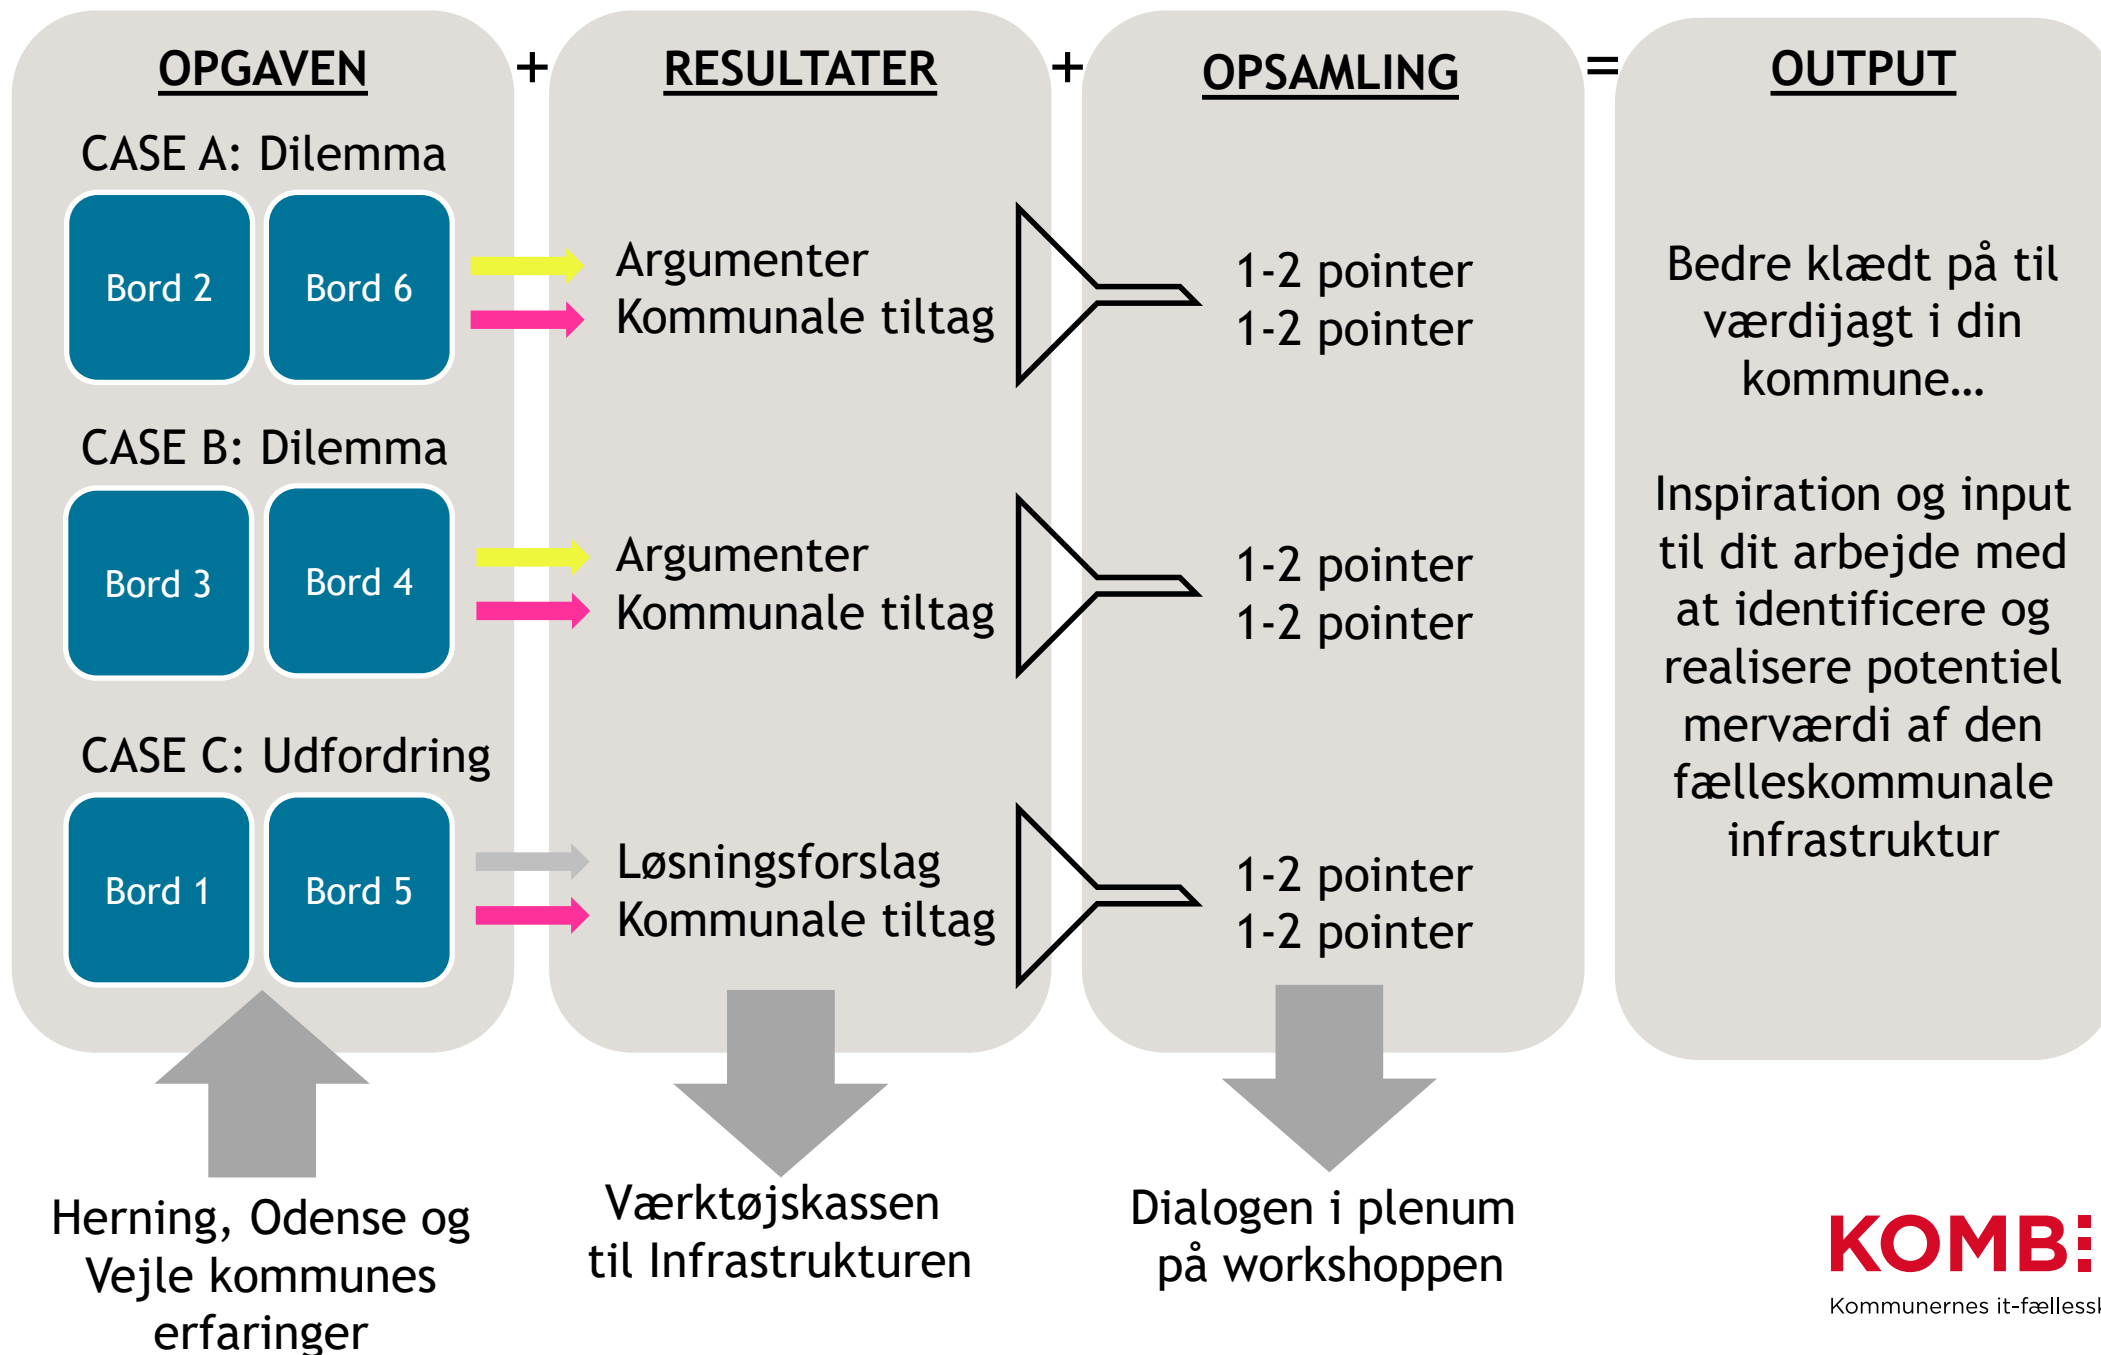 OPGAVEN
+
RESULTATER
+
OPSAMLING
=
OUTPUT
CASE A: Dilemma
Bord 2
Bord 6
Argumenter
Kommunale tiltag
1-2 pointer
1-2 pointer
CASE B: Dilemma
Bord 3
Bord 4
Argumenter
Kommunale tiltag
1-2 pointer
1-2 pointer
CASE C: Udfordring
Bord 1
Bord 5
Løsningsforslag
Kommunale tiltag
1-2 pointer
1-2 pointer
Bedre klædt på til
værdijagt i din
kommune…
Inspiration og input
til dit arbejde med
at identificere og
realisere potentiel
merværdi af den
fælleskommunale
infrastruktur
Herning, Odense og
Vejle kommunes
erfaringer
Værktøjskassen
til Infrastrukturen
Dialogen i plenum
på workshoppen
KOMB
Kommunernes it-fællessk